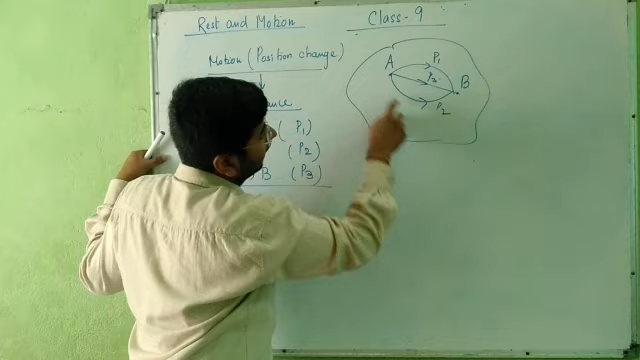 Rest and Motion
Class-9
Motion (Position change)
A
P1
P3
B
P2
(P1)
(P2)
B (P3)